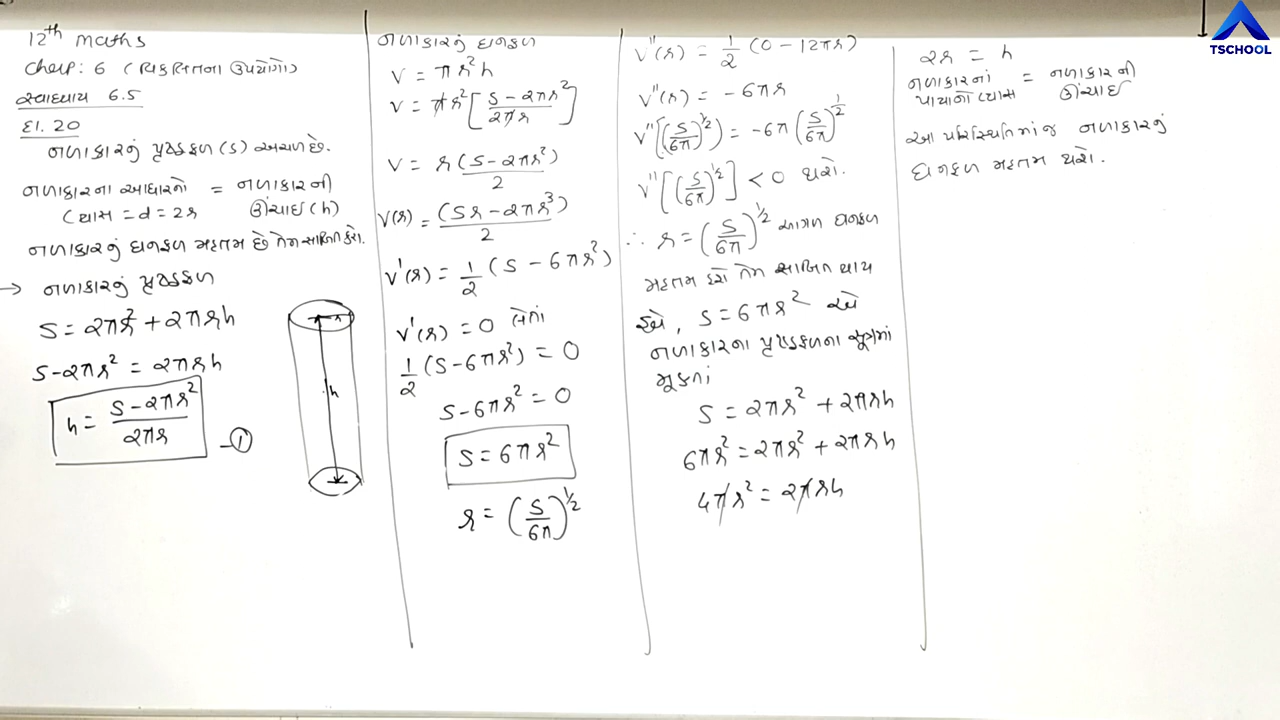 12th Maths
Chap: 6 (વિકલિતના ઉપયોગો)
સ્વાધ્યાય 6.5
દા. 20
નળાકારનું પૃષ્ઠફળ (S) અચળ છે.
નળાકારના આધારનો = નળાકારની
વ્યાસ = d = 2r ઊંચાઈ (h)
નળાકારનું ઘનફળ મહત્તમ છે તેમ સાબિત કરો.
→ નળાકારનું પૃષ્ઠફળ
S = 2πr² + 2πrh
S - 2πr² = 2πrh
h = (S - 2πr²)/(2πr) - ①
r
h
નળાકારનું ઘનફળ
V = πr²h
V = πr² [(S - 2πr²)/(2πr)]
V = r(S - 2πr²)/2
V(r) = (Sr - 2πr³)/2
V'(r) = 1/2 (S - 6πr²)
V'(r) = 0 લેતાં
1/2 (S - 6πr²) = 0
S - 6πr² = 0
S = 6πr²
r = (S/6π)^1/2
V''(r) = 1/2 (0 - 12πr)
V''(r) = -6πr
V''[(S/6π)^1/2] = -6π (S/6π)^1/2
V''[(S/6π)^1/2] < 0 થશે.
∴ r = (S/6π)^1/2 આગળ ઘનફળ
મહત્તમ હશે તેમ સાબિત થાય
હવે, S = 6πr² એ
નળાકારના પૃષ્ઠફળના સૂત્રમાં
મૂકતાં
S = 2πr² + 2πrh
6πr² = 2πr² + 2πrh
4πr² = 2πrh
2r = h
નળાકારનાં = નળાકારની
પાયાનો વ્યાસ ઊંચાઈ
આ પરિસ્થિતિમાં જ નળાકારનું
ઘનફળ મહત્તમ થશે.
TSCHOOL